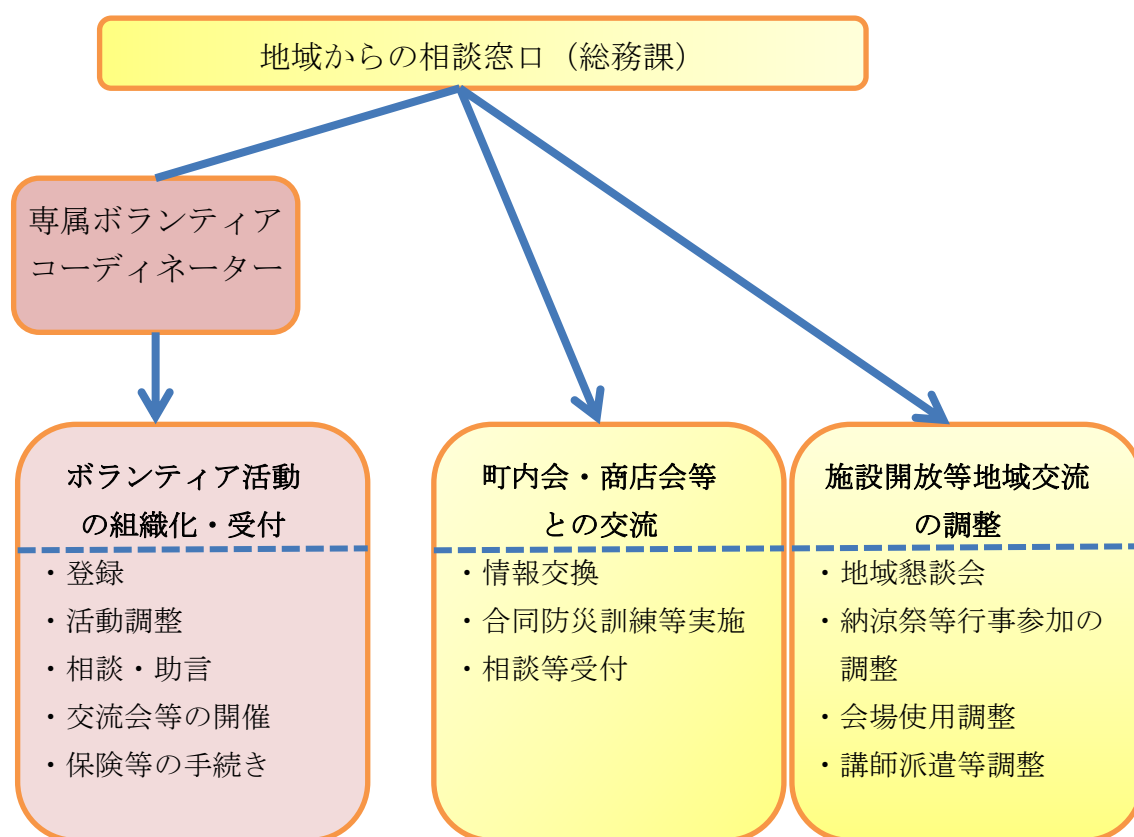 地域からの相談窓口（総務課）
専属ボランティア
コーディネーター
ボランティア活動
の組織化・受付
・登録
・活動調整
・相談・助言
・交流会等の開催
・保険等の手続き
町内会・商店会等
との交流
・情報交換
・合同防災訓練等実施
・相談等受付
施設開放等地域交流
の調整
・地域懇談会
・納涼祭等行事参加の
調整
・会場使用調整
・講師派遣等調整